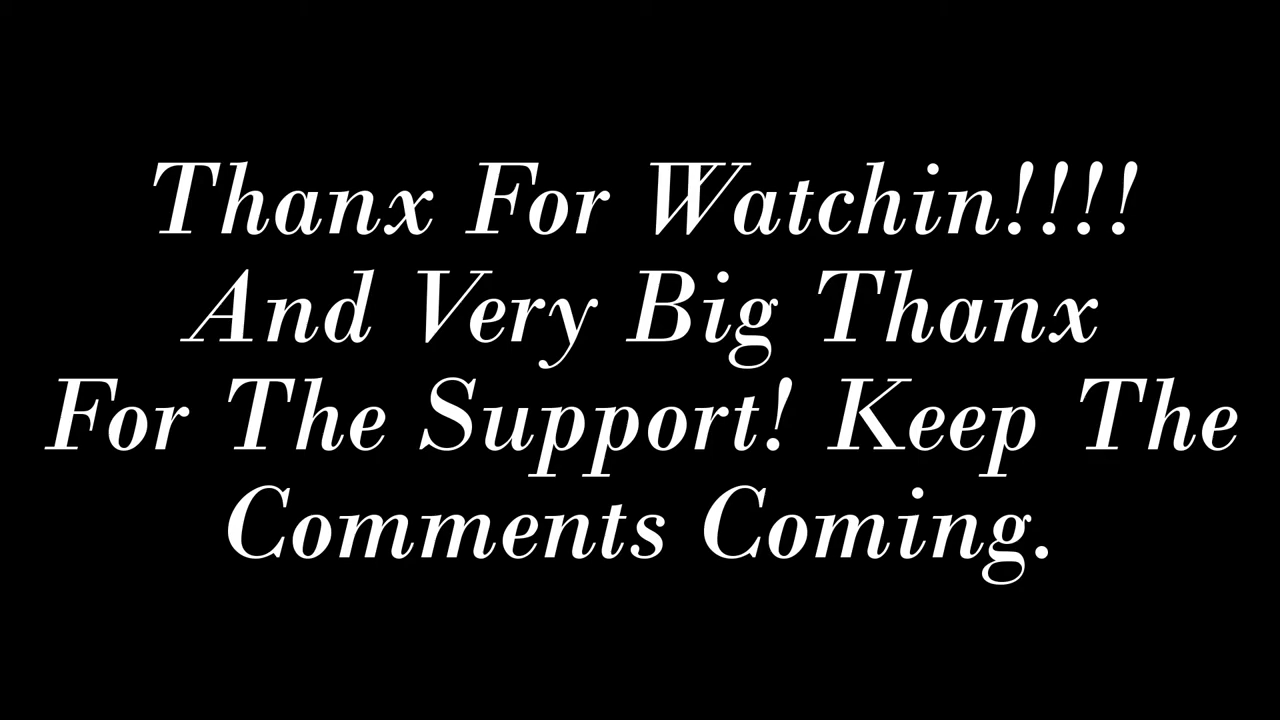 Thanx For Watchin!!!!
And Very Big Thanx
For The Support! Keep The
Comments Coming.